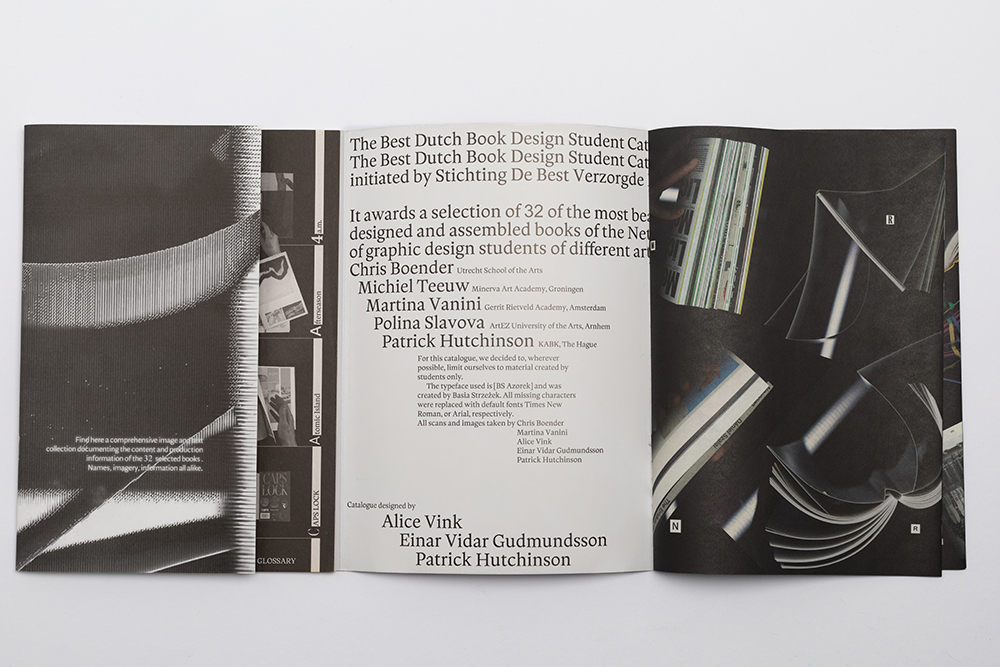 Find here a comprehensive image and text
collection documenting the content and production
information of the 32 selected books.
Names, imagery, information all alike.
4 a.m.
Afterseason
Atomic Island
CAPS LOCK
CAPS
LOCK
GLOSSARY
The Best Dutch Book Design Student Cat
The Best Dutch Book Design Student Cat
initiated by Stichting De Best Verzorgde
It awards a selection of 32 of the most bea
designed and assembled books of the Net
of graphic design students of different art
Chris Boender Utrecht School of the Arts
Michiel Teeuw Minerva Art Academy, Groningen
Martina Vanini Gerrit Rietveld Academy, Amsterdam
Polina Slavova ArtEZ University of the Arts, Arnhem
Patrick Hutchinson KABK, The Hague
For this catalogue, we decided to, wherever
possible, limit ourselves to material created by
students only.
The typeface used is [BS Azorek] and was
created by Basia Strzeżek. All missing characters
were replaced with default fonts Times New
Roman, or Arial, respectively.
All scans and images taken by Chris Boender
Martina Vanini
Alice Vink
Einar Vidar Gudmundsson
Patrick Hutchinson
Catalogue designed by
Alice Vink
Einar Vidar Gudmundsson
Patrick Hutchinson
R
N
R